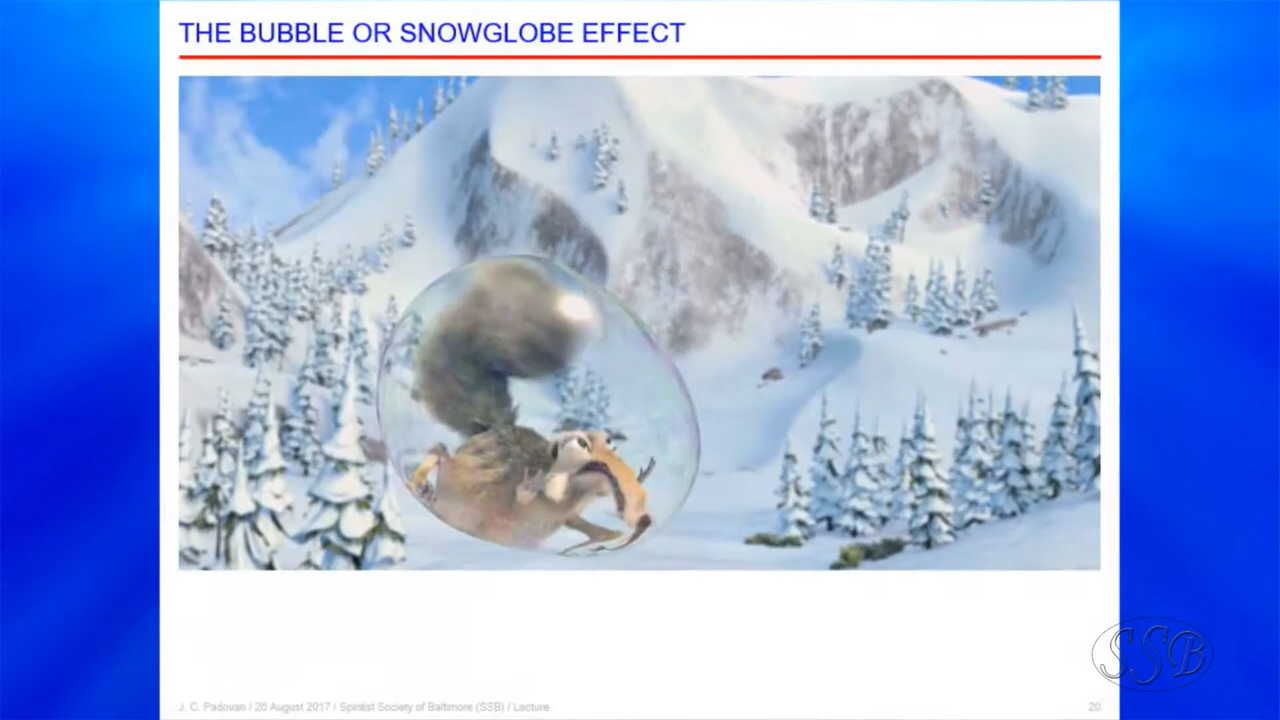 THE BUBBLE OR SNOWGLOBE EFFECT
J. C. Padovan / 26 August 2017 / Spiritist Society of Baltimore (SSB) / Lecture
20
SSB